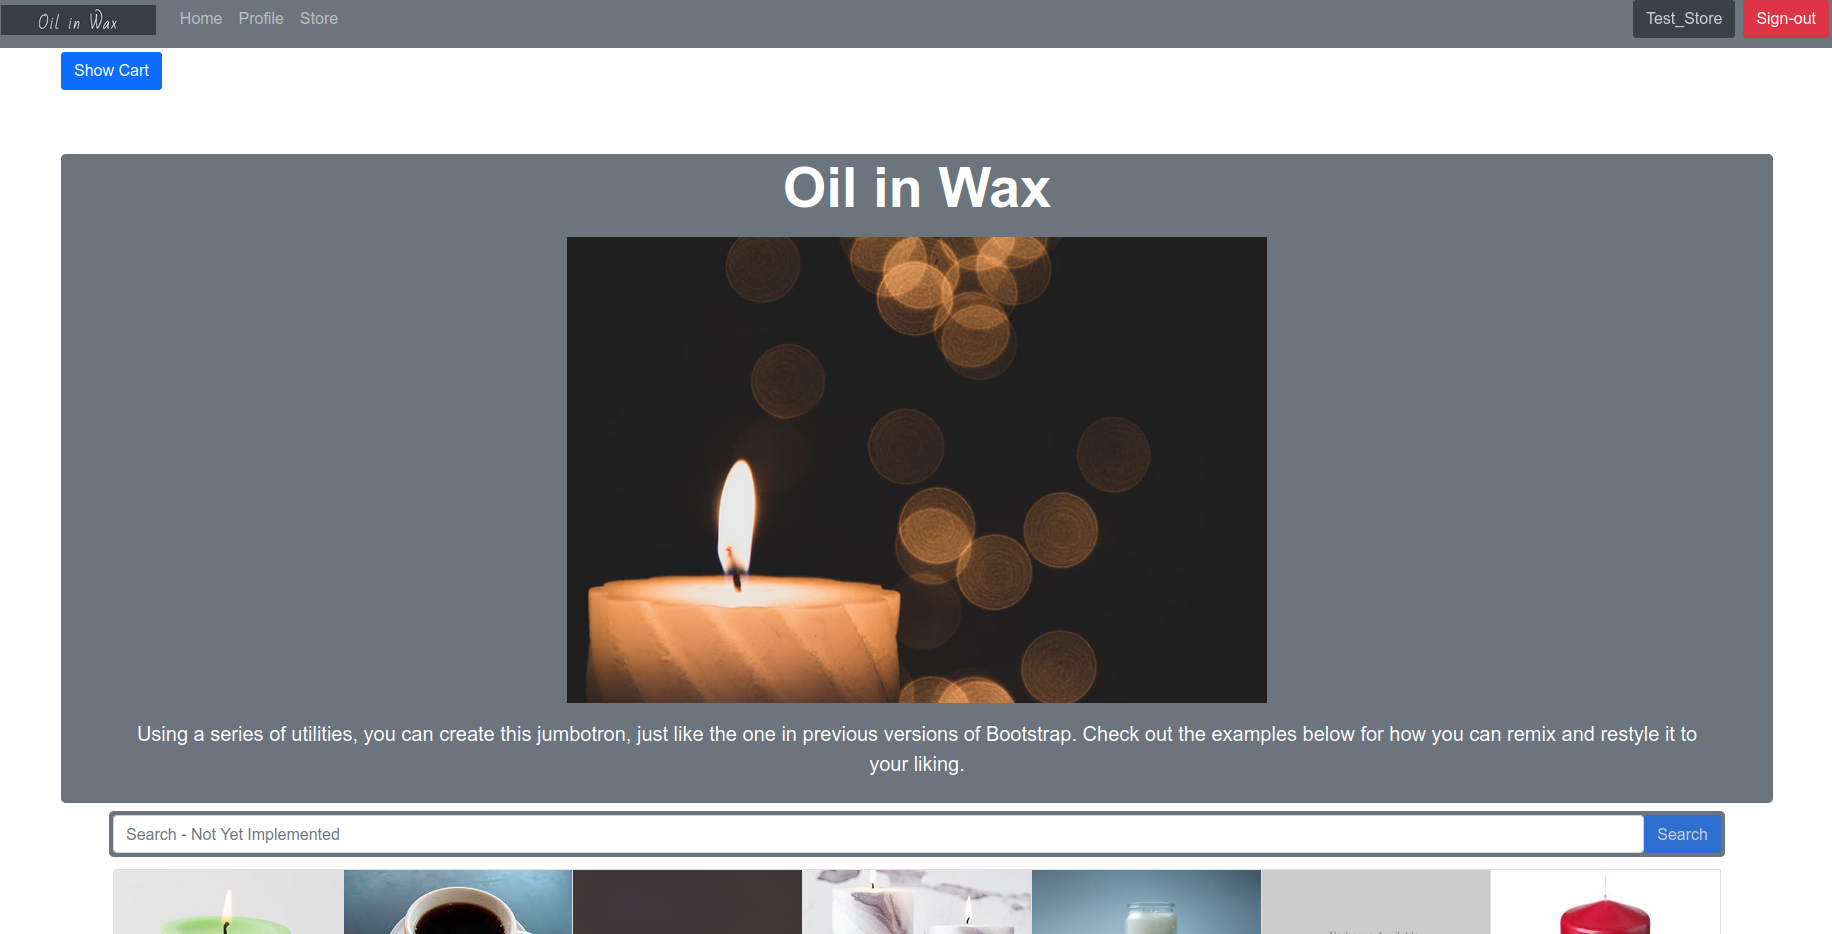 Oil in Wax
Home Profile Store
Test_Store Sign-out
Show Cart
Oil in Wax
Using a series of utilities, you can create this jumbotron, just like the one in previous versions of Bootstrap. Check out the examples below for how you can remix and restyle it to
your liking.
Search - Not Yet Implemented
Search